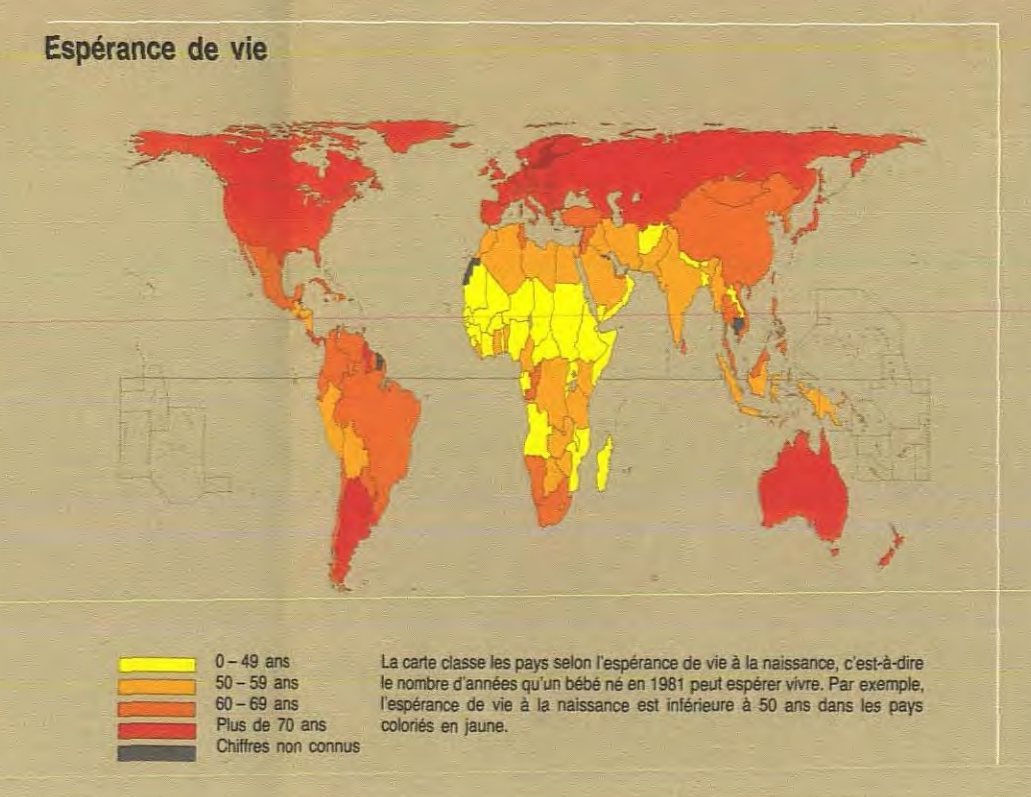 Espérance de vie
0 – 49 ans
50 – 59 ans
60 – 69 ans
Plus de 70 ans
Chiffres non connus
La carte classe les pays selon l'espérance de vie à la naissance, c'est-à-dire
le nombre d'années qu'un bébé né en 1981 peut espérer vivre. Par exemple,
l'espérance de vie à la naissance est inférieure à 50 ans dans les pays
coloriés en jaune.